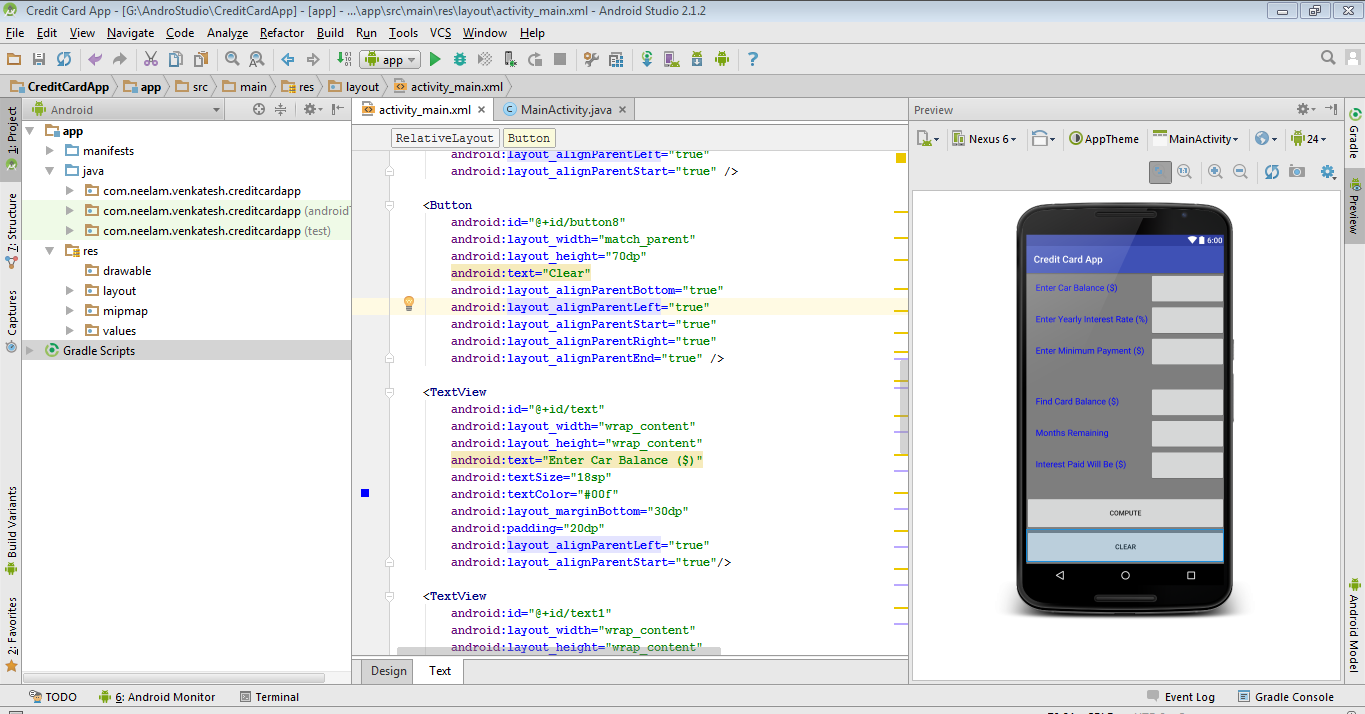 Credit Card App - [G:\AndroStudio\CreditCardApp] - [app] - ...\app\src\main\res\layout\activity_main.xml - Android Studio 2.1.2
File Edit View Navigate Code Analyze Refactor Build Run Tools VCS Window Help
app
CreditCardApp app src main res layout activity_main.xml
1: Project
7: Structure
Captures
Build Variants
2: Favorites
Android
app
manifests
java
com.neelam.venkatesh.creditcardapp
com.neelam.venkatesh.creditcardapp (android
com.neelam.venkatesh.creditcardapp (test)
res
drawable
layout
mipmap
values
Gradle Scripts
activity_main.xml MainActivity.java
RelativeLayout Button
android:layout_alignParentLeft="true"
android:layout_alignParentStart="true" />
<Button
android:id="@+id/button8"
android:layout_width="match_parent"
android:layout_height="70dp"
android:text="Clear"
android:layout_alignParentBottom="true"
android:layout_alignParentLeft="true"
android:layout_alignParentStart="true"
android:layout_alignParentRight="true"
android:layout_alignParentEnd="true" />
<TextView
android:id="@+id/text"
android:layout_width="wrap_content"
android:layout_height="wrap_content"
android:text="Enter Car Balance ($)"
android:textSize="18sp"
android:textColor="#00f"
android:layout_marginBottom="30dp"
android:padding="20dp"
android:layout_alignParentLeft="true"
android:layout_alignParentStart="true"/>
<TextView
android:id="@+id/text1"
android:layout_width="wrap_content"
android:layout_height="wrap_content"
Design Text
Preview
Nexus 6 AppTheme MainActivity 24
1:1
6:00
Credit Card App
Enter Car Balance ($)
Enter Yearly Interest Rate (%)
Enter Minimum Payment ($)
Find Card Balance ($)
Months Remaining
Interest Paid Will Be ($)
COMPUTE
CLEAR
Gradle
Preview
Android Model
TODO 6: Android Monitor Terminal Event Log Gradle Console